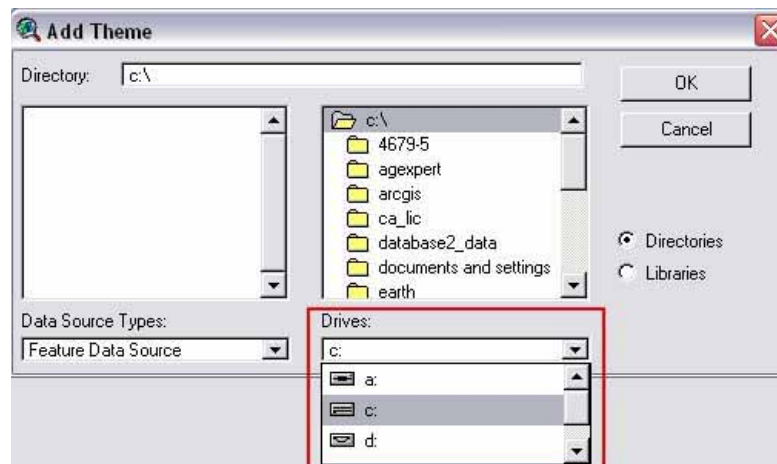 Add Theme
Directory: c:\
OK
Cancel
c:\
4679-5
agexpert
arcgis
ca_lic
database2_data
documents and settings
earth
Directories
Libraries
Data Source Types:
Feature Data Source
Drives:
c:
a:
c:
d: